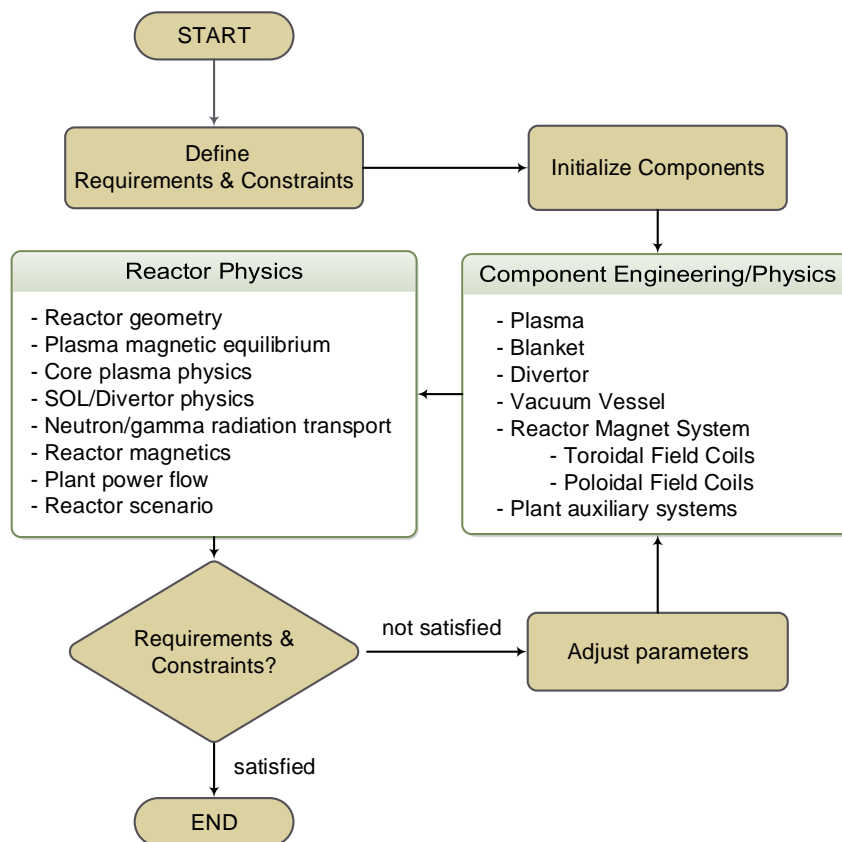 START
Define
Requirements & Constraints
Initialize Components
Reactor Physics
- Reactor geometry
- Plasma magnetic equilibrium
- Core plasma physics
- SOL/Divertor physics
- Neutron/gamma radiation transport
- Reactor magnetics
- Plant power flow
- Reactor scenario
Component Engineering/Physics
- Plasma
- Blanket
- Divertor
- Vacuum Vessel
- Reactor Magnet System
- Toroidal Field Coils
- Poloidal Field Coils
- Plant auxiliary systems
Requirements &
Constraints?
not satisfied
Adjust parameters
satisfied
END